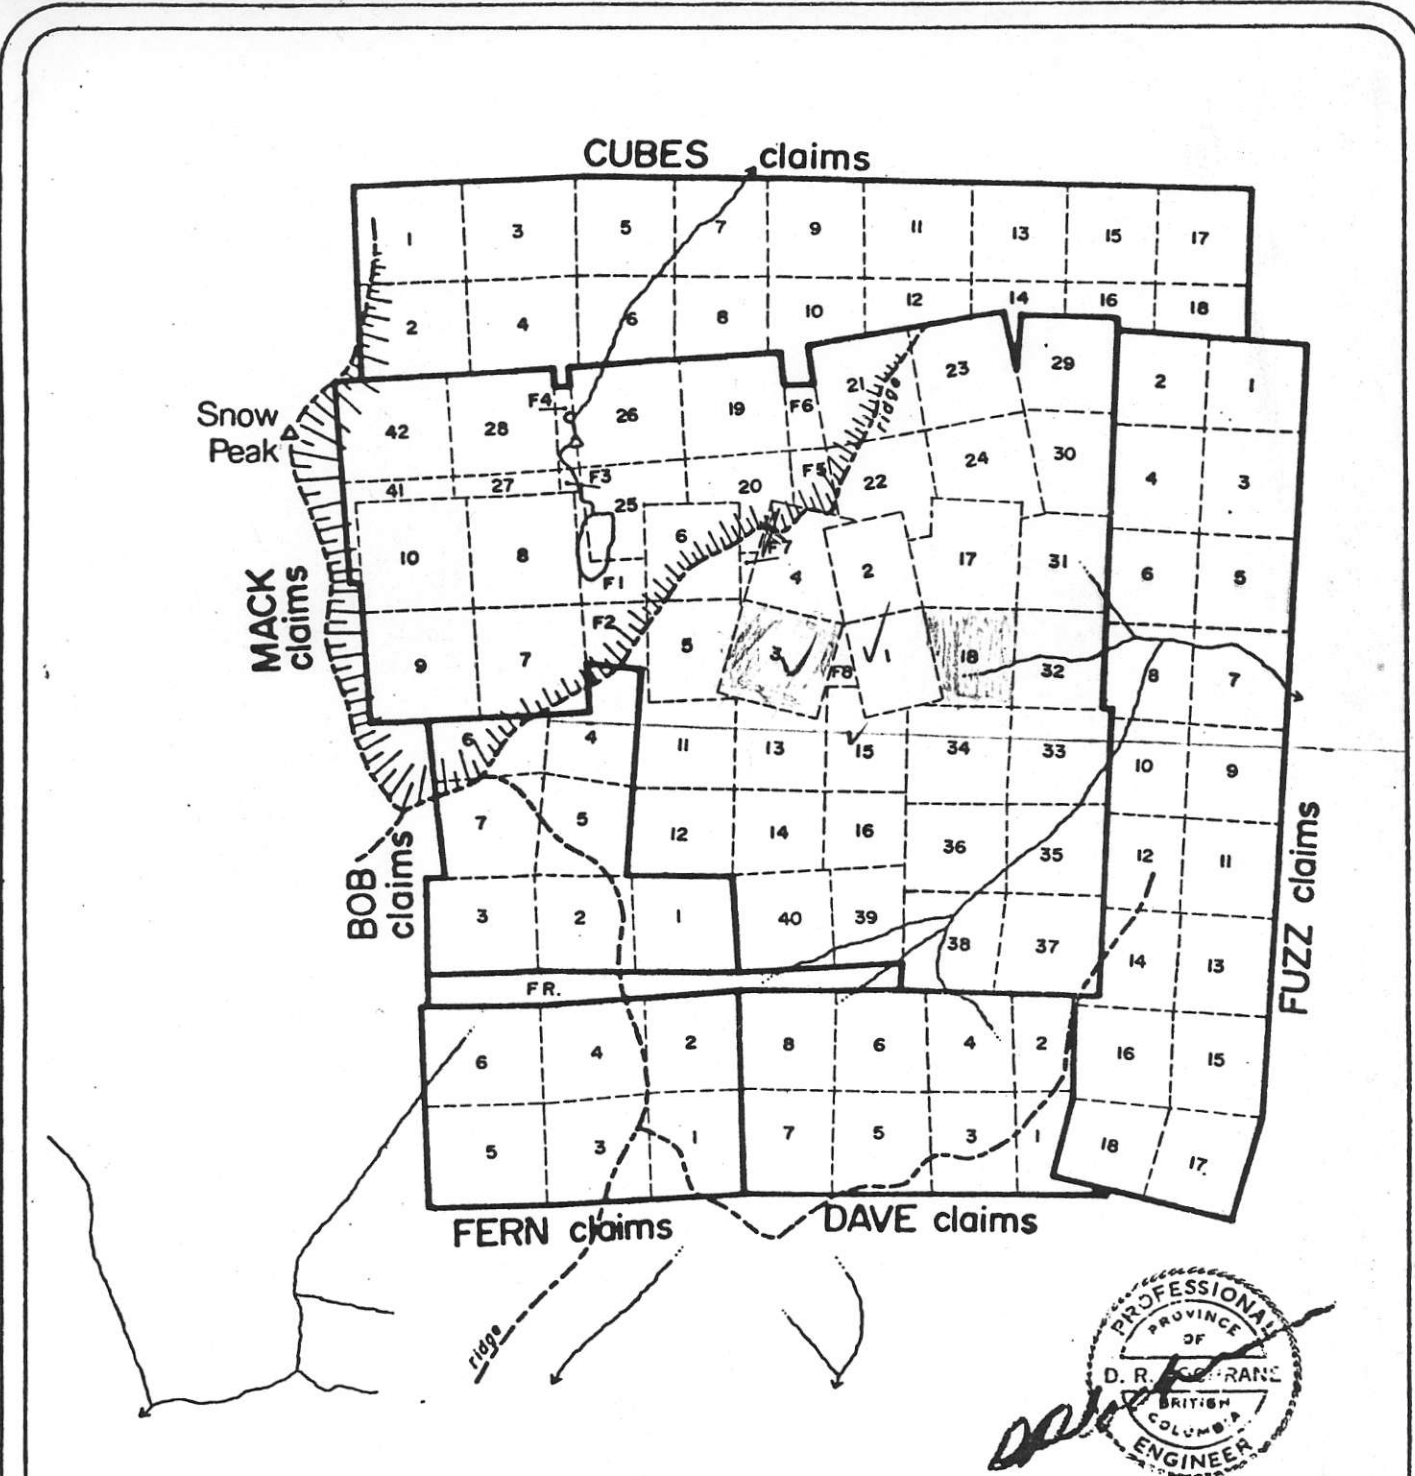 CUBES claims
1 3 5 7 9 11 13 15 17
2 4 6 8 10 12 14 16 18
Snow
Peak
42 28 F4 26 19 F6 21 ridge 23 29 2 1
41 27 F3 25 20 F5 22 24 30 4 3
MACK
claims
10 8 F1 6 F7 4 2 17 31 6 5
9 7 F2 5 3 F8 1 18 32 8 7
6 4 11 13 15 34 33 10 9
7 5 12 14 16 36 35 12 11
BOB
claims
3 2 1 40 39 38 37 14 13
FUZZ claims
FR.
6 4 2 8 6 4 2 16 15
5 3 1 7 5 3 1 18 17
FERN claims
DAVE claims
ridge
PROFESSIONAL
PROVINCE
OF
D. R. COCHRANE
BRITISH
COLUMBIA
ENGINEER